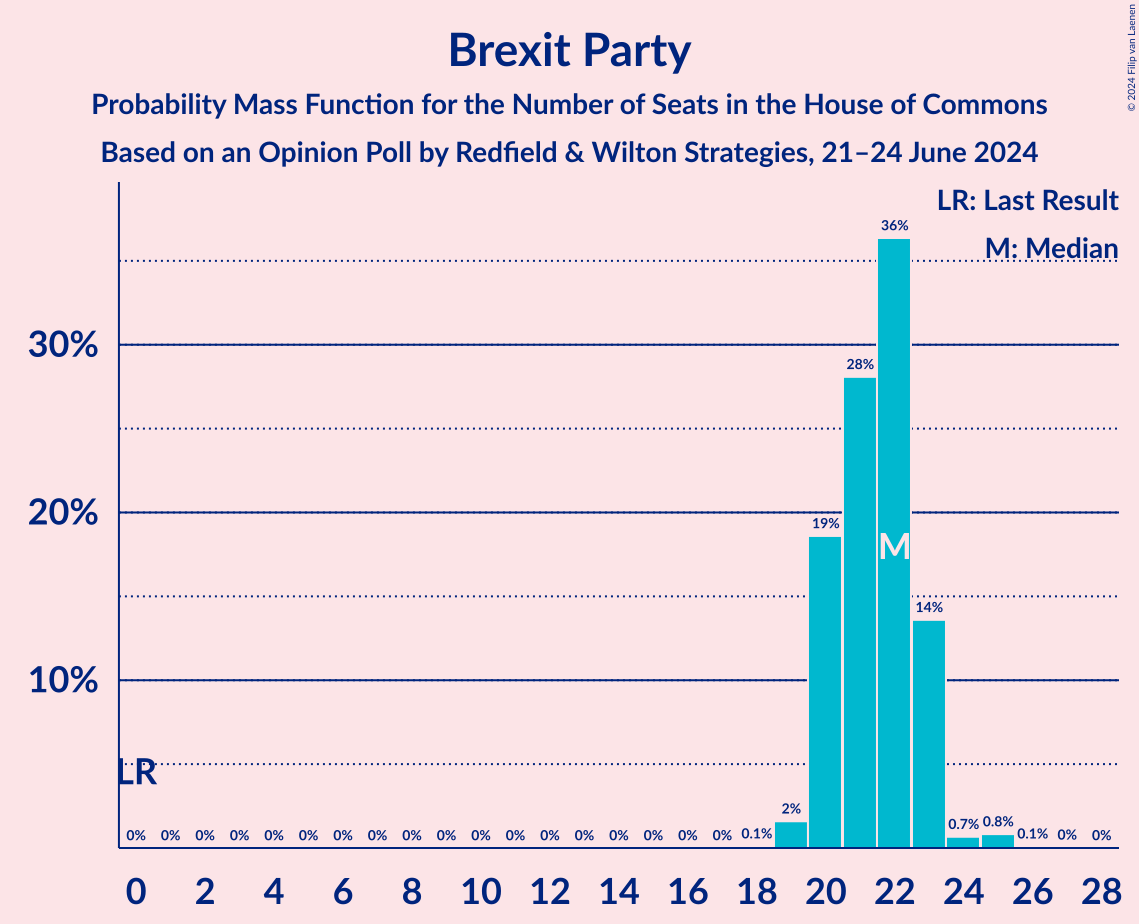 Brexit Party
Probability Mass Function for the Number of Seats in the House of Commons
Based on an Opinion Poll by Redfield & Wilton Strategies, 21–24 June 2024
© 2024 Filip van Laenen
LR: Last Result
M: Median
36%
30%
28%
20%
19%
M
14%
10%
LR
0% 0% 0% 0% 0% 0% 0% 0% 0% 0% 0% 0% 0% 0% 0% 0% 0% 0% 0.1% 2% 0.7% 0.8% 0.1% 0% 0%
0 2 4 6 8 10 12 14 16 18 20 22 24 26 28